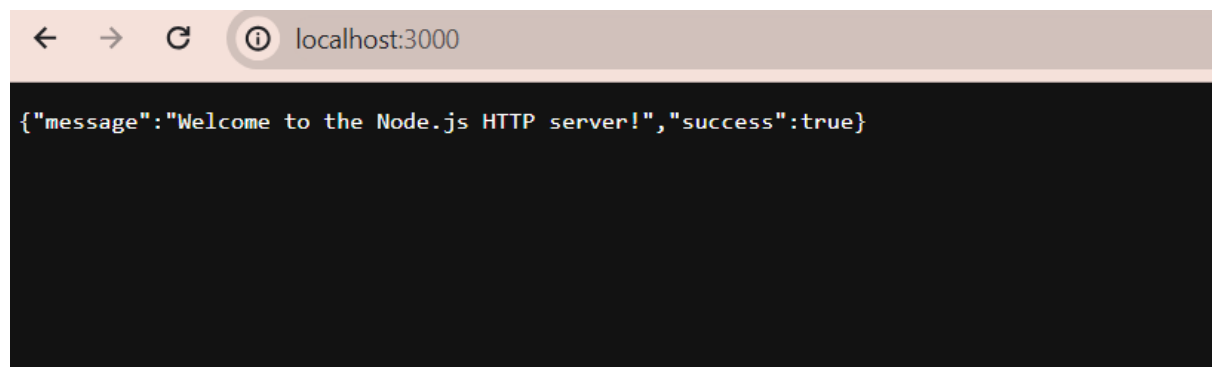 localhost:3000
{"message":"Welcome to the Node.js HTTP server!","success":true}